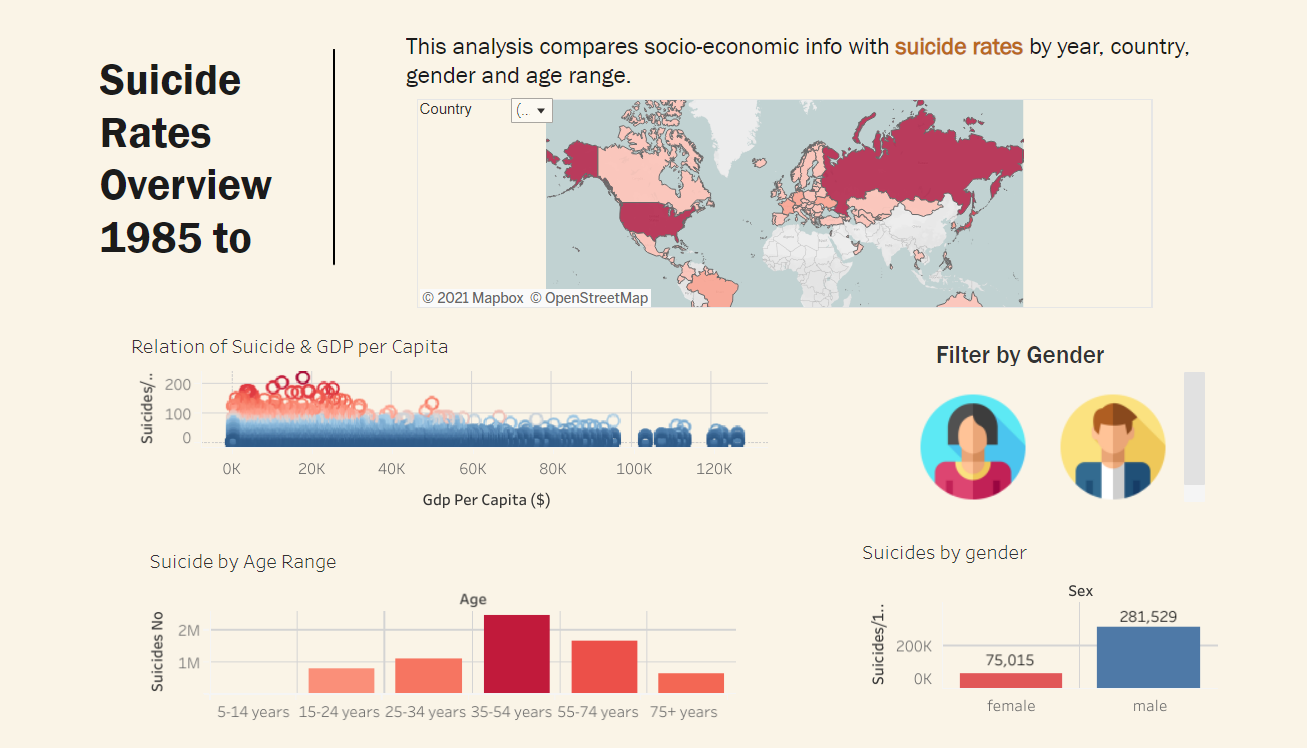 Suicide
Rates
Overview
1985 to
This analysis compares socio-economic info with suicide rates by year, country,
gender and age range.
Country
(..
© 2021 Mapbox © OpenStreetMap
Relation of Suicide & GDP per Capita
Suicides/..
200
100
0
0K 20K 40K 60K 80K 100K 120K
Gdp Per Capita ($)
Filter by Gender
Suicide by Age Range
Age
Suicides No
2M
1M
5-14 years 15-24 years 25-34 years 35-54 years 55-74 years 75+ years
Suicides by gender
Sex
Suicides/1..
200K
0K
75,015
281,529
female male